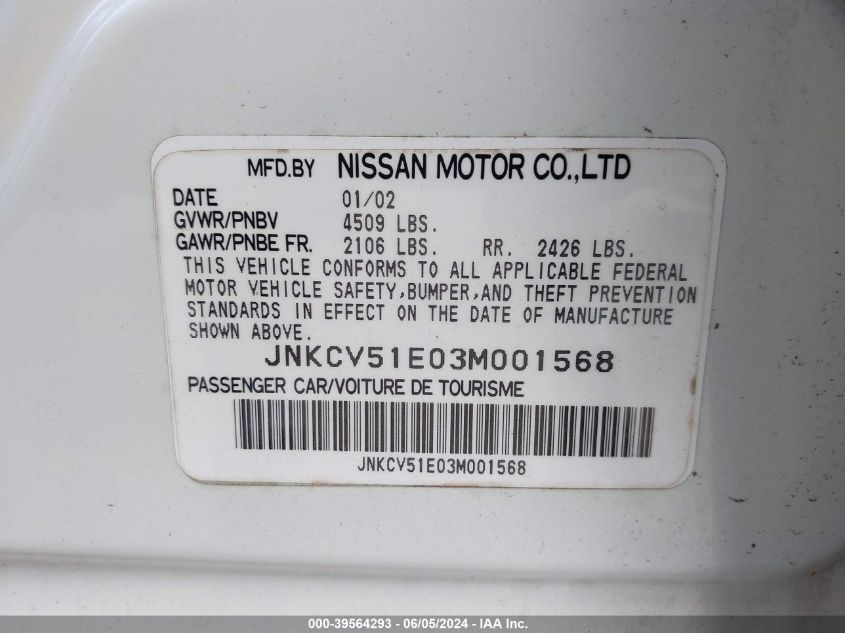 MFD.BY NISSAN MOTOR CO.,LTD
DATE 01/02
GVWR/PNBV 4509 LBS.
GAWR/PNBE FR. 2106 LBS. RR. 2426 LBS.
THIS VEHICLE CONFORMS TO ALL APPLICABLE FEDERAL
MOTOR VEHICLE SAFETY,BUMPER,AND THEFT PREVENTION
STANDARDS IN EFFECT ON THE DATE OF MANUFACTURE
SHOWN ABOVE.
JNKCV51E03M001568
PASSENGER CAR/VOITURE DE TOURISME
JNKCV51E03M001568
000-39564293 - 06/05/2024 - IAA Inc.